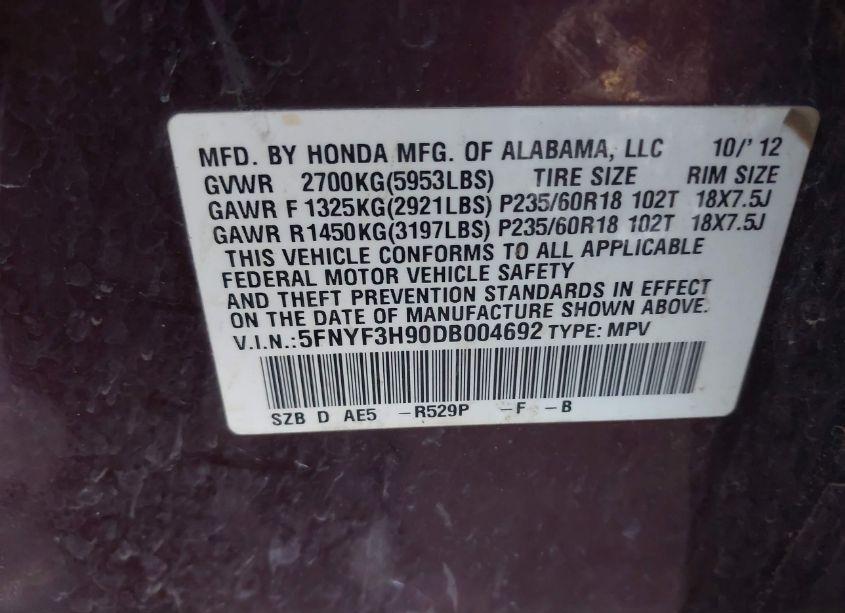 MFD. BY HONDA MFG. OF ALABAMA, LLC 10/' 12
GVWR 2700KG(5953LBS) TIRE SIZE RIM SIZE
GAWR F 1325KG(2921LBS) P235/60R18 102T 18X7.5J
GAWR R1450KG(3197LBS) P235/60R18 102T 18X7.5J
THIS VEHICLE CONFORMS TO ALL APPLICABLE
FEDERAL MOTOR VEHICLE SAFETY
AND THEFT PREVENTION STANDARDS IN EFFECT
ON THE DATE OF MANUFACTURE SHOWN ABOVE.
V.I.N.:5FNYF3H90DB004692 TYPE: MPV
SZB D AE5 -R529P -F -B